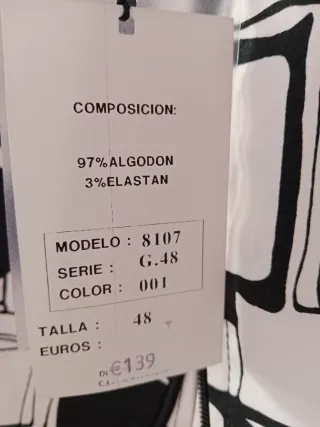 COMPOSICION:
97%ALGODON
3%ELASTAN
MODELO : 8107
SERIE : G.48
COLOR : 001
TALLA : 48
EUROS :
€139